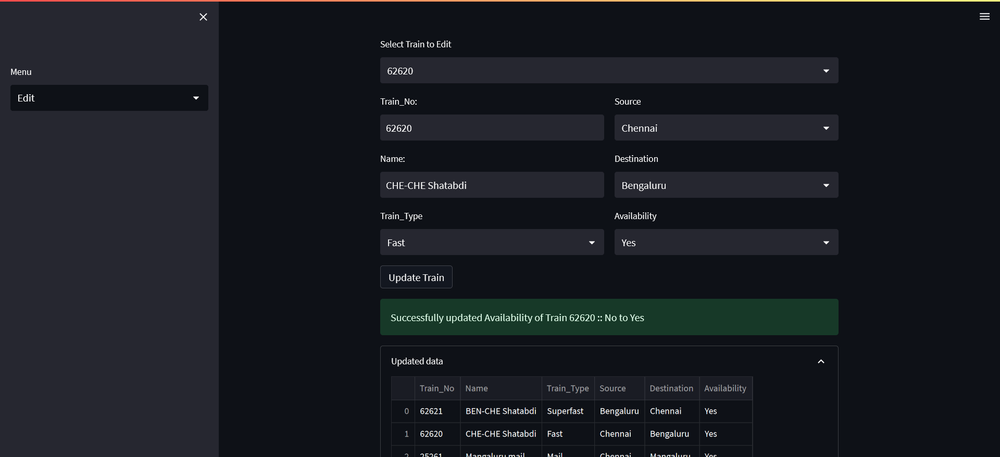 Menu
Edit
Select Train to Edit
62620
Train_No:
62620
Source
Chennai
Name:
CHE-CHE Shatabdi
Destination
Bengaluru
Train_Type
Fast
Availability
Yes
Update Train
Successfully updated Availability of Train 62620 :: No to Yes
Updated data
Train_No Name Train_Type Source Destination Availability
0 62621 BEN-CHE Shatabdi Superfast Bengaluru Chennai Yes
1 62620 CHE-CHE Shatabdi Fast Chennai Bengaluru Yes
2 25261 Mangaluru mail Mail Chennai Mangaluru Yes